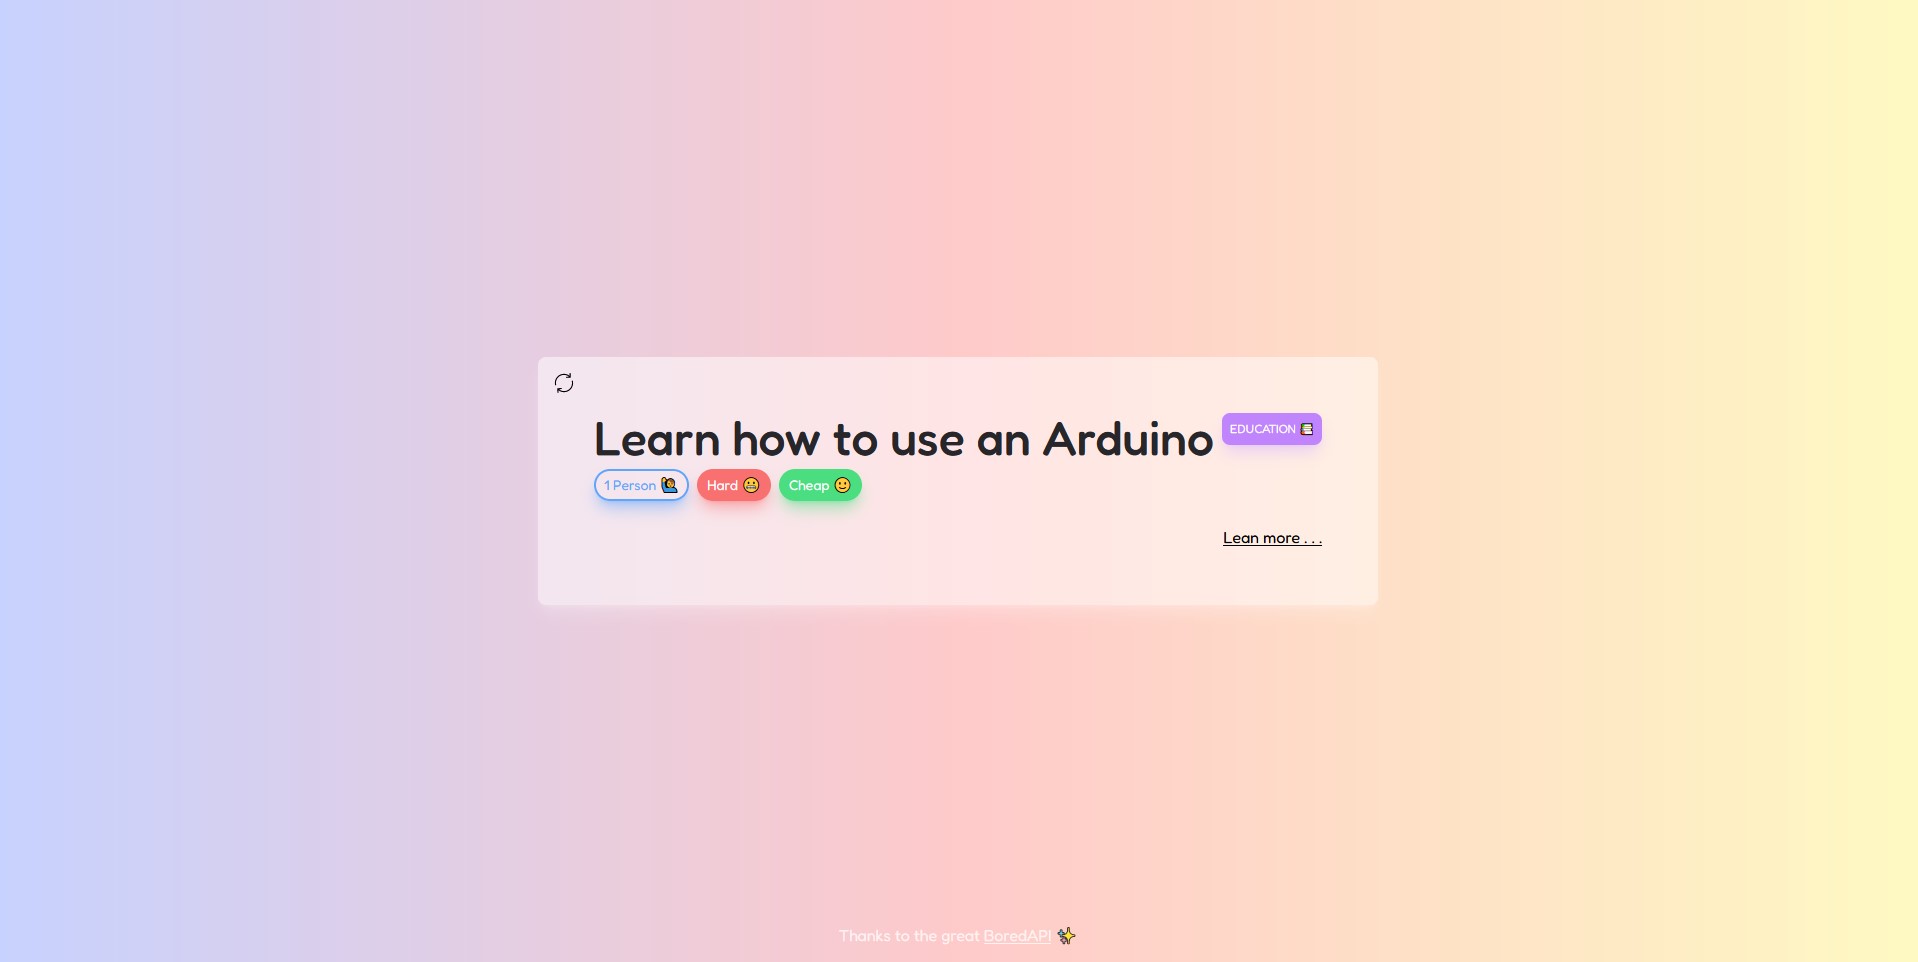 Learn how to use an Arduino
EDUCATION
1 Person
Hard
Cheap
Lean more . . .
Thanks to the great BoredAPI